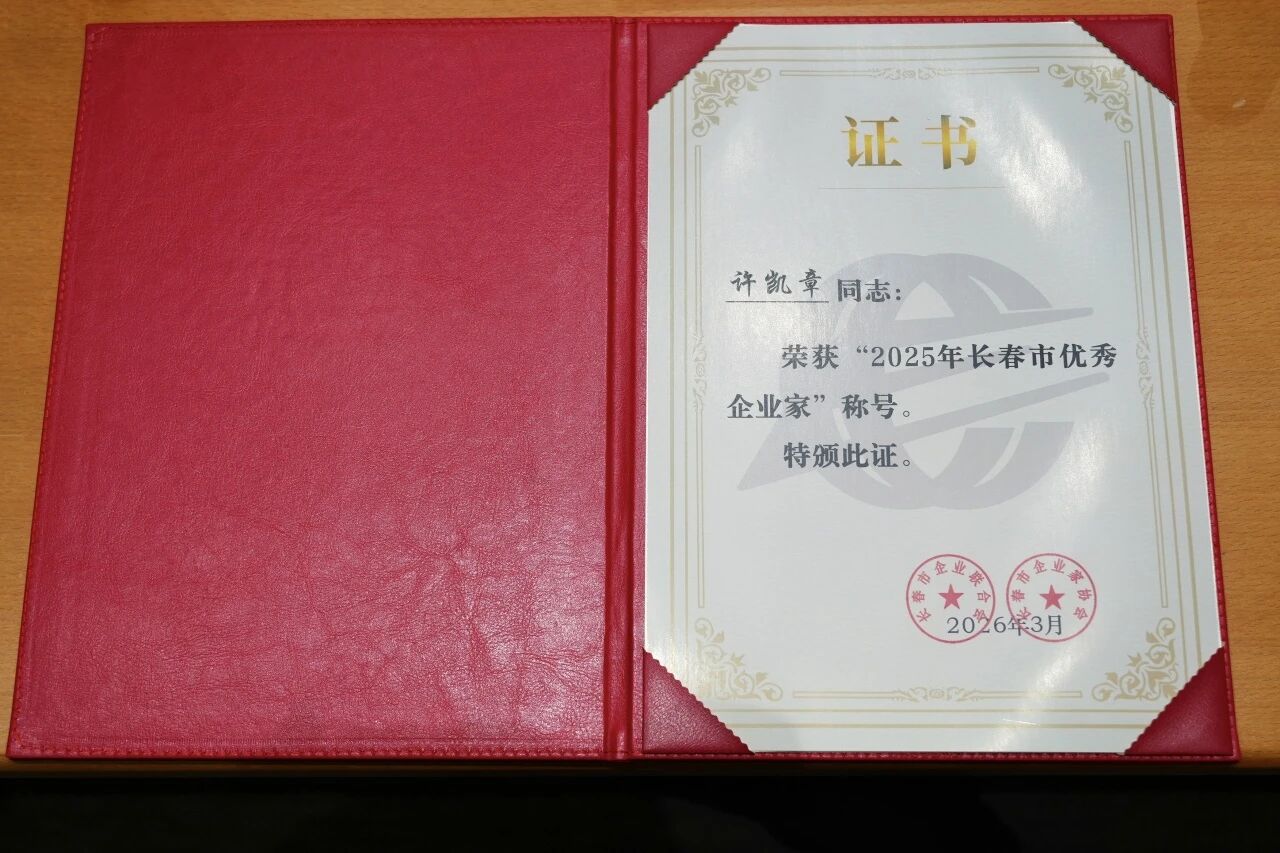 证书
许凯章 同志：
荣获“2025年长春市优秀
企业家”称号。
特颁此证。
长春市企业联合会
长春市企业家协会
2026年3月